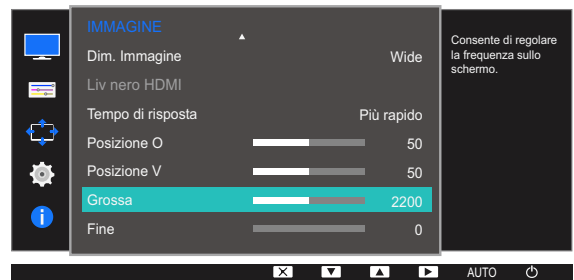 IMMAGINE
Dim. Immagine Wide
Liv nero HDMI
Tempo di risposta Più rapido
Posizione O 50
Posizione V 50
Grossa 2200
Fine 0
Consente di regolare
la frequenza sullo
schermo.
AUTO